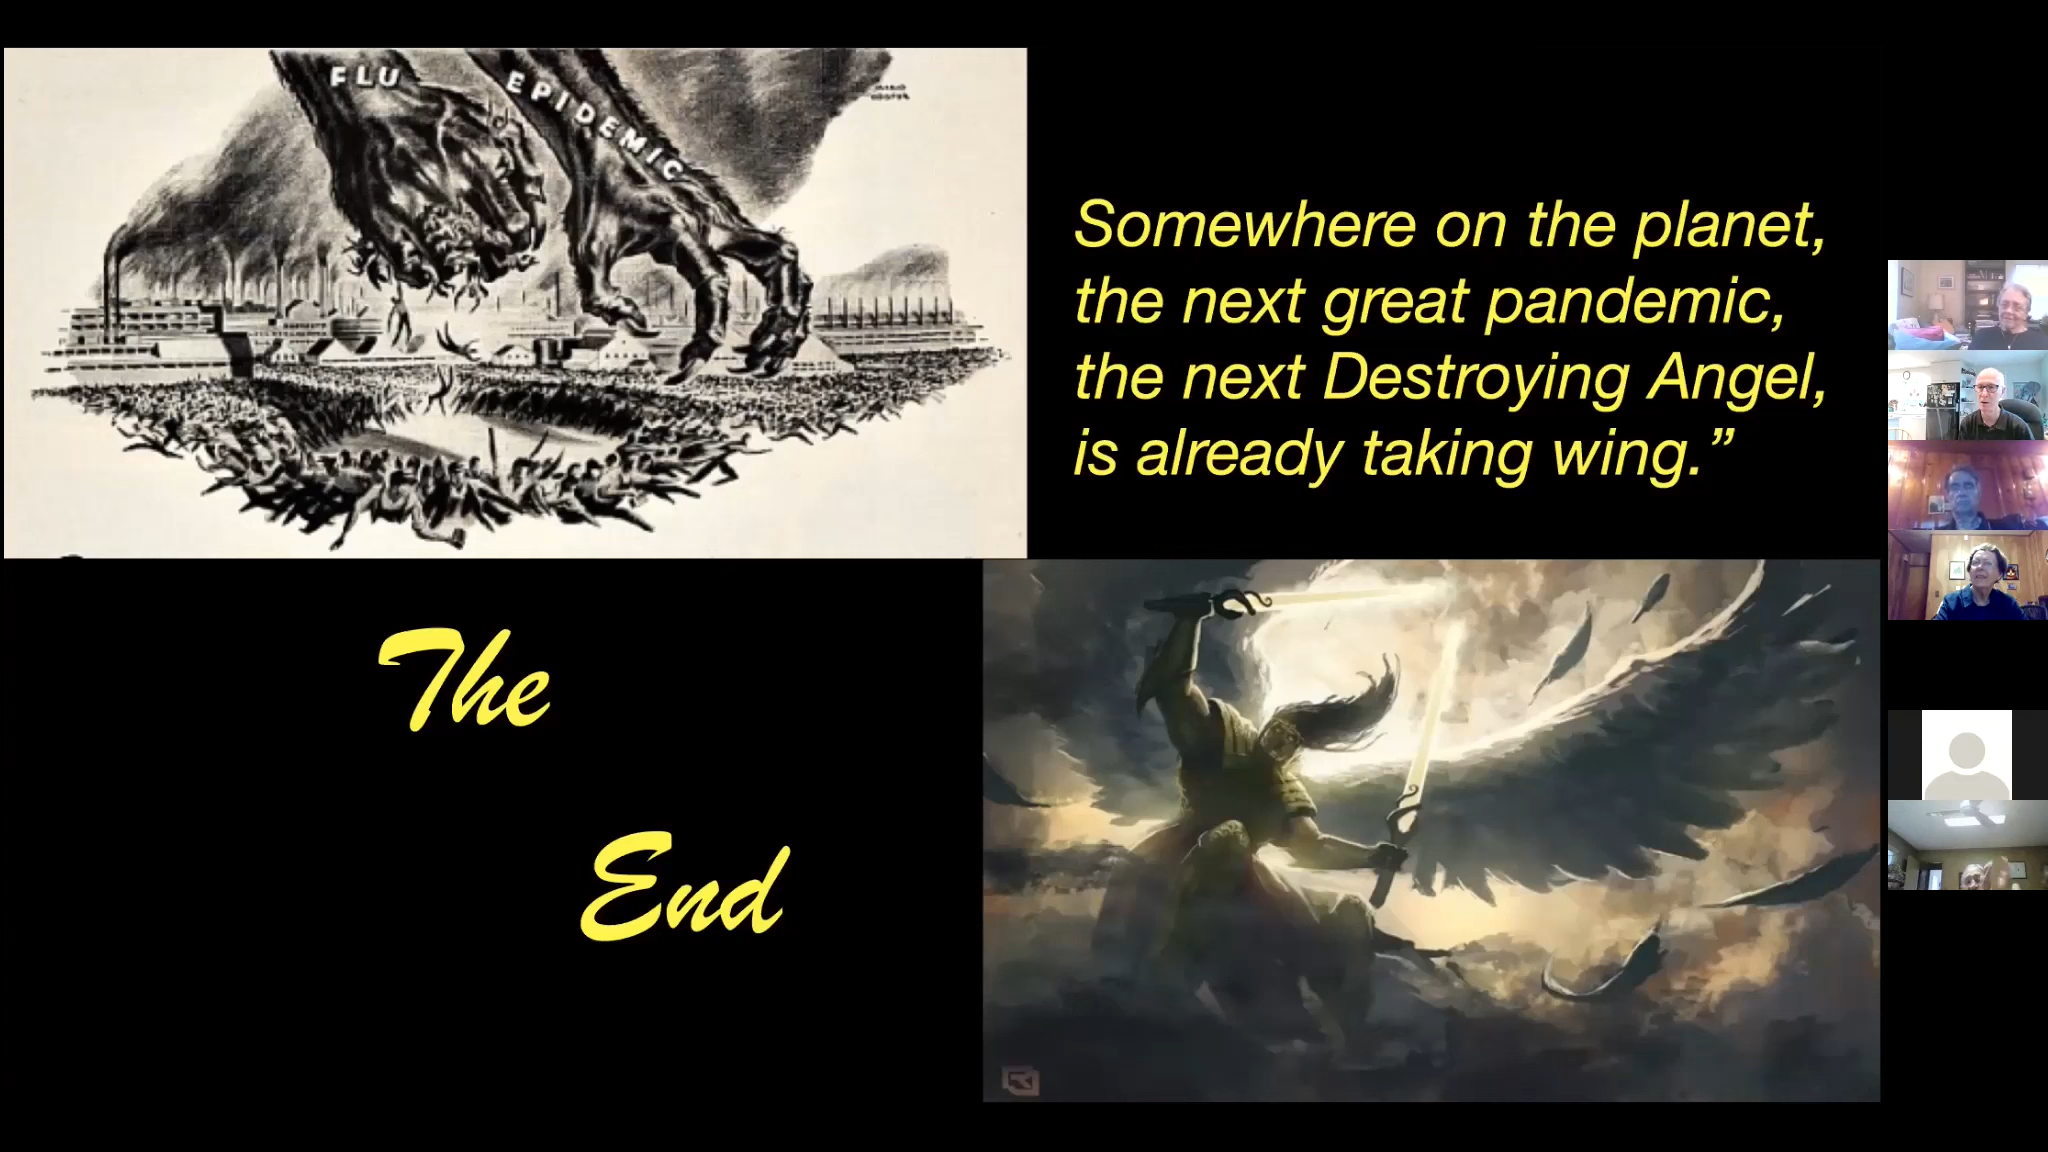 FLU
EPIDEMIC
Somewhere on the planet,
the next great pandemic,
the next Destroying Angel,
is already taking wing.”
The
End